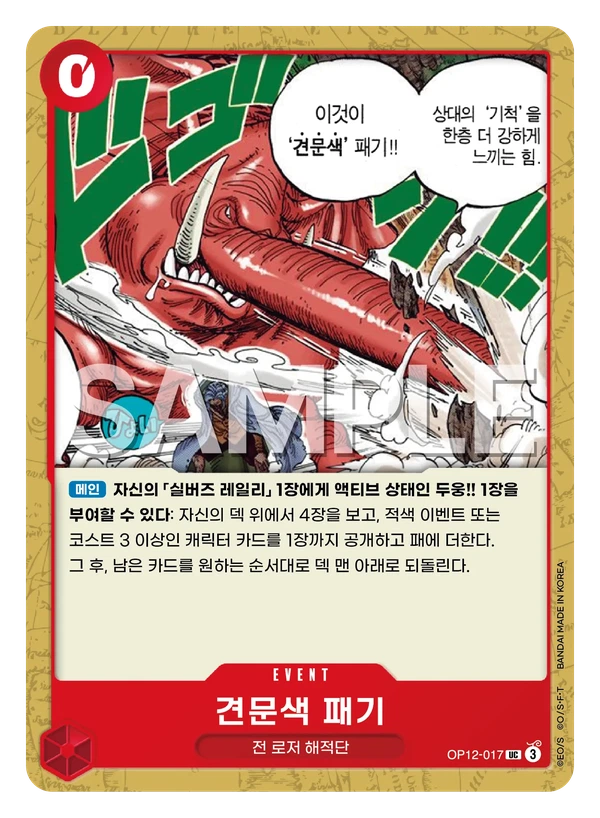 0
이것이
‘견문색’ 패기!!
상대의 ‘기척’을
한층 더 강하게
느끼는 힘.
ビゴォ!!!
SAMPLE
ひょい
메인 자신의 「실버즈 레일리」 1장에게 액티브 상태인 두웅!! 1장을
부여할 수 있다: 자신의 덱 위에서 4장을 보고, 적색 이벤트 또는
코스트 3 이상인 캐릭터 카드를 1장까지 공개하고 패에 더한다.
그 후, 남은 카드를 원하는 순서대로 덱 맨 아래로 되돌린다.
EVENT
견문색 패기
전 로저 해적단
OP12-017 UC 3
©EO/S ©O/S·F·T BANDAI MADE IN KOREA